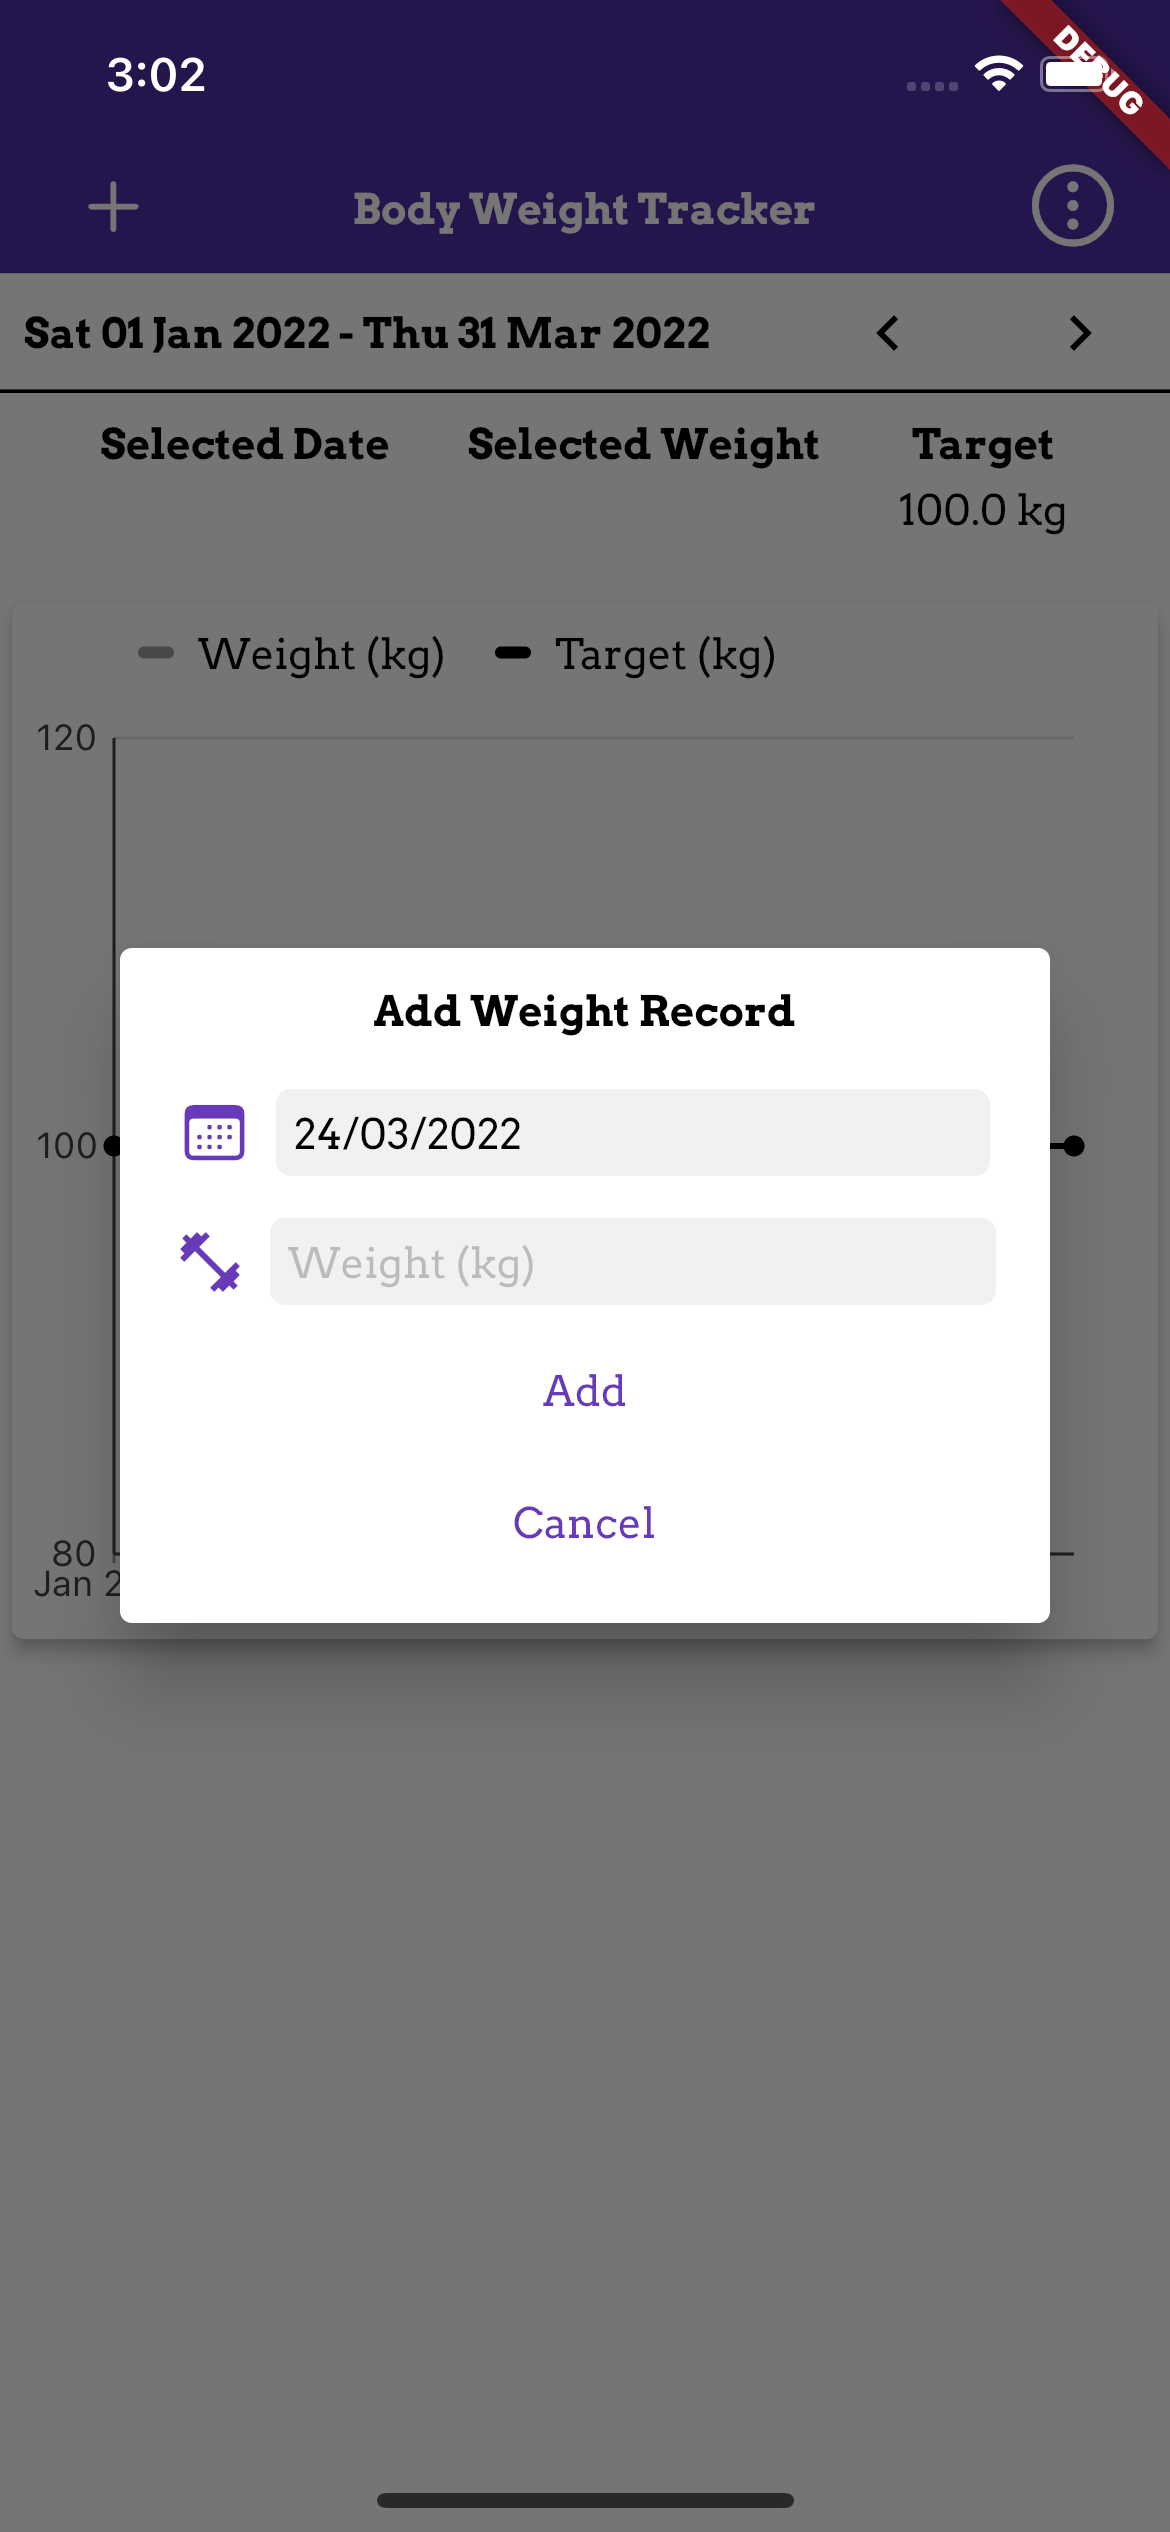 3:02
DEBUG
Body Weight Tracker
Sat 01 Jan 2022 - Thu 31 Mar 2022
Selected Date Selected Weight Target
100.0 kg
Weight (kg) Target (kg)
120
Add Weight Record
100 24/03/2022
Weight (kg)
Add
Cancel
80
Jan 2